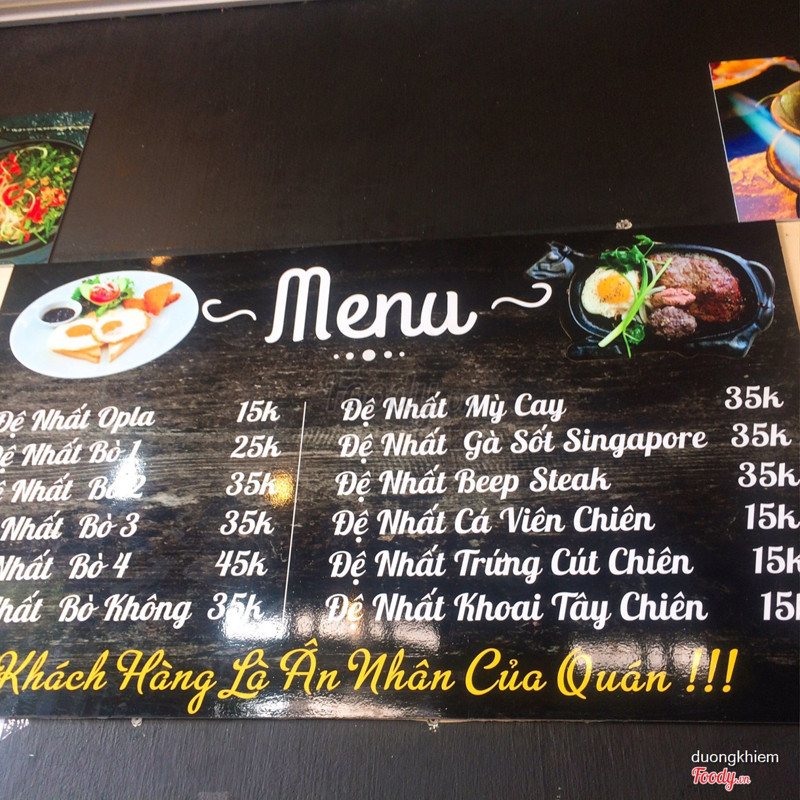 Menu
Đệ Nhất Opla 15k
Đệ Nhất Bò 1 25k
Nhất Bò 2 35k
Nhất Bò 3 35k
Nhất Bò 4 45k
Nhất Bò Không 35k
Đệ Nhất Mỳ Cay 35k
Đệ Nhất Gà Sốt Singapore 35k
Đệ Nhất Beep Steak 35k
Đệ Nhất Cá Viên Chiên 15k
Đệ Nhất Trứng Cút Chiên 15k
Đệ Nhất Khoai Tây Chiên 15k
Khách Hàng Là Ân Nhân Của Quán !!!
duongkhiem
Foody.vn